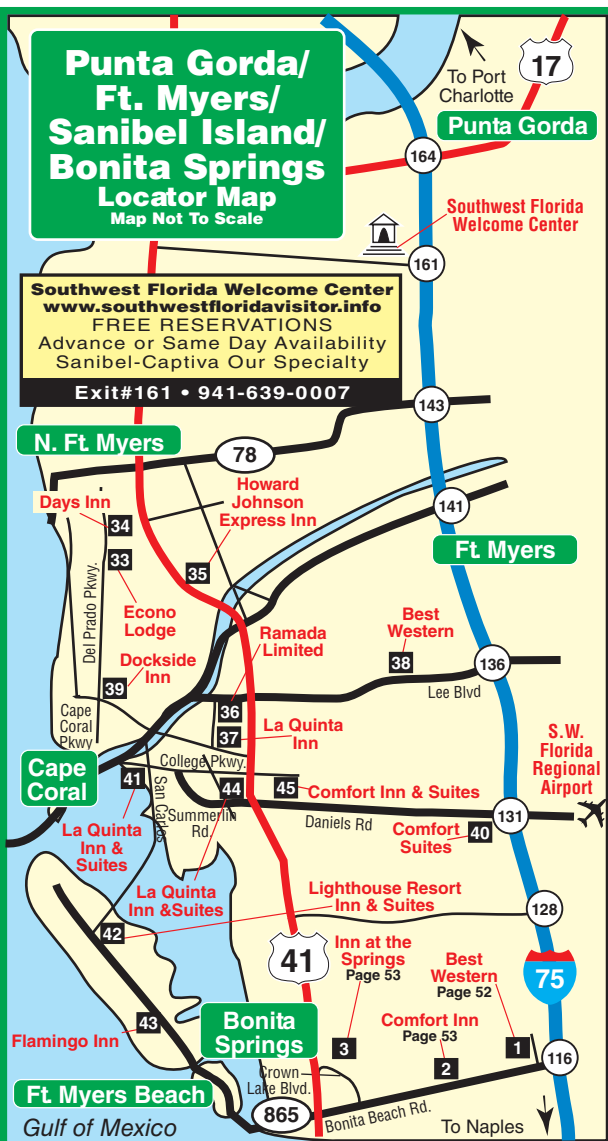 Punta Gorda/
Ft. Myers/
Sanibel Island/
Bonita Springs
Locator Map
Map Not To Scale
To Port
Charlotte
17
Punta Gorda
164
Southwest Florida
Welcome Center
161
Southwest Florida Welcome Center
www.southwestfloridavisitor.info
FREE RESERVATIONS
Advance or Same Day Availability
Sanibel-Captiva Our Specialty
Exit#161 • 941-639-0007
143
N. Ft. Myers
78
Days Inn
34
Howard
Johnson
Express Inn
141
33
35
Ft. Myers
Econo
Lodge
Del Prado Pkwy.
Ramada
Limited
Best
Western
38
136
Lee Blvd
Dockside
Inn
39
36
Cape
Coral
Pkwy
37
La Quinta
Inn
S.W.
Florida
Regional
Airport
Cape
Coral
College Pkwy.
41
San Carlos
44
45
Comfort Inn & Suites
Summerlin
Rd.
Daniels Rd
131
La Quinta
Inn &
Suites
Comfort
Suites
40
La Quinta
Inn &Suites
Lighthouse Resort
Inn & Suites
128
42
41
Inn at the
Springs
Page 53
Best
Western
Page 52
75
43
Flamingo Inn
Bonita
Springs
Comfort Inn
Page 53
3
2
1
116
Crown
Lake Blvd.
Ft. Myers Beach
865
Bonita Beach Rd.
Gulf of Mexico
To Naples